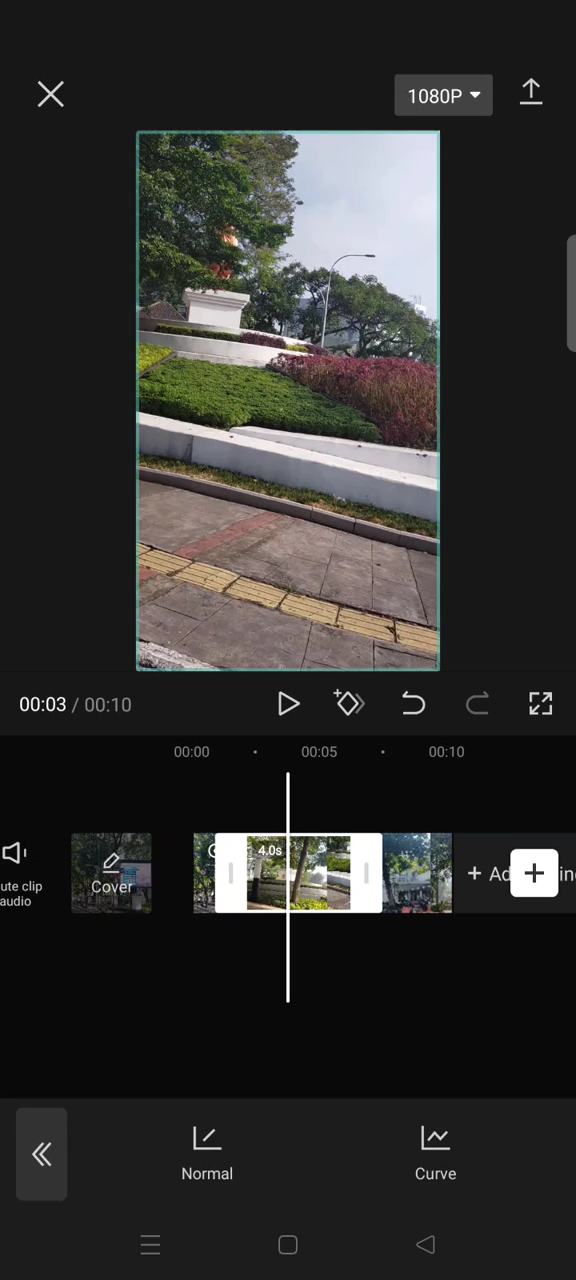 1080P
00:03 / 00:10
00:00 • 00:05 • 00:10
ute clip
audio
Cover
4.0s
+ Ad
in
Normal
Curve